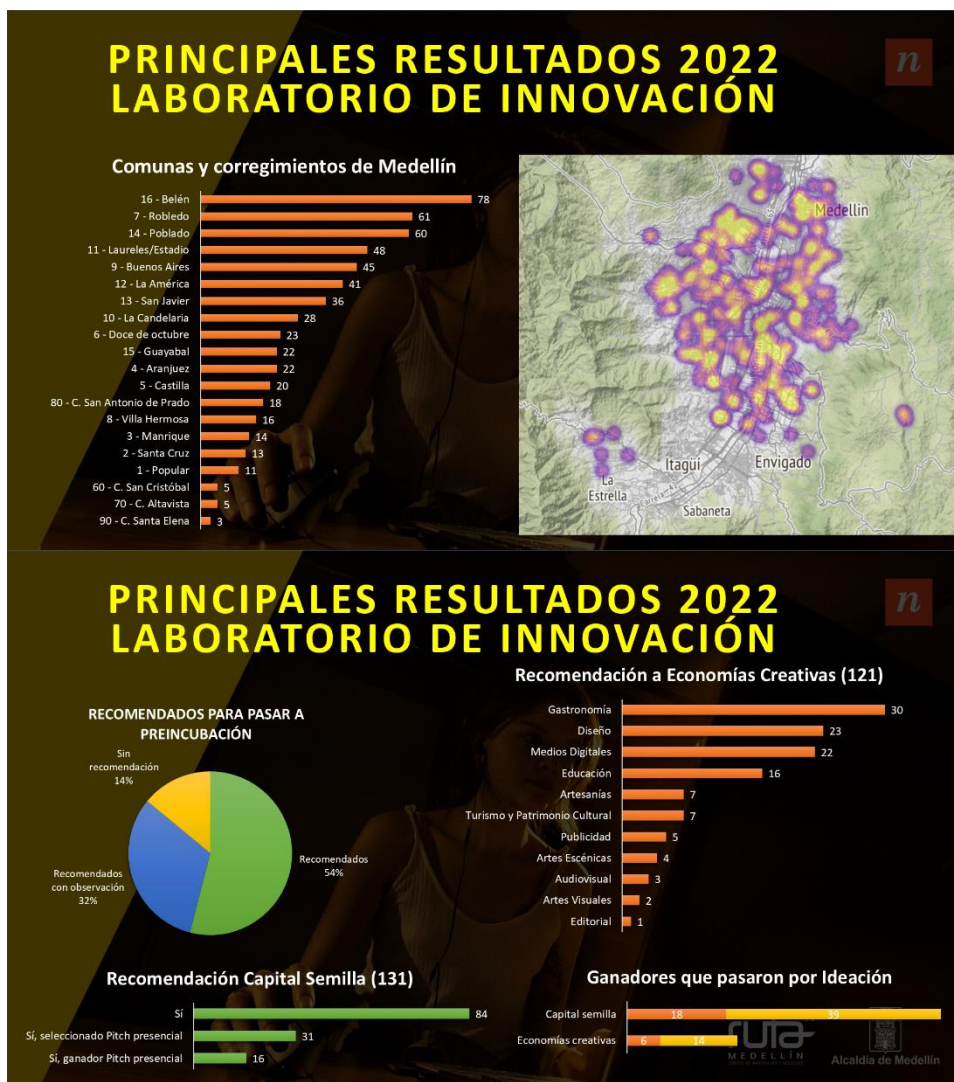 PRINCIPALES RESULTADOS 2022
LABORATORIO DE INNOVACIÓN
n
Comunas y corregimientos de Medellín
16 - Belén 78
7 - Robledo 61
14 - Poblado 60
11 - Laureles/Estadio 48
9 - Buenos Aires 45
12 - La América 41
13 - San Javier 36
10 - La Candelaria 28
6 - Doce de octubre 23
15 - Guayabal 22
4 - Aranjuez 22
5 - Castilla 20
80 - C. San Antonio de Prado 18
8 - Villa Hermosa 16
3 - Manrique 14
2 - Santa Cruz 13
1 - Popular 11
60 - C. San Cristóbal 5
70 - C. Altavista 5
90 - C. Santa Elena 3
Medellín
Itagüí
Envigado
La
Estrella
Sabaneta
PRINCIPALES RESULTADOS 2022
LABORATORIO DE INNOVACIÓN
n
RECOMENDADOS PARA PASAR A
PREINCUBACIÓN
Sin
recomendación
14%
Recomendados
con observación
32%
Recomendados
54%
Recomendación a Economías Creativas (121)
Gastronomía 30
Diseño 23
Medios Digitales 22
Educación 16
Artesanías 7
Turismo y Patrimonio Cultural 7
Publicidad 5
Artes Escénicas 4
Audiovisual 3
Artes Visuales 2
Editorial 1
Recomendación Capital Semilla (131)
Sí 84
Sí, seleccionado Pitch presencial 31
Sí, ganador Pitch presencial 16
Ganadores que pasaron por Ideación
Capital semilla 18 39
Economías creativas 6 14
ruta
MEDELLÍN
Alcaldía de Medellín